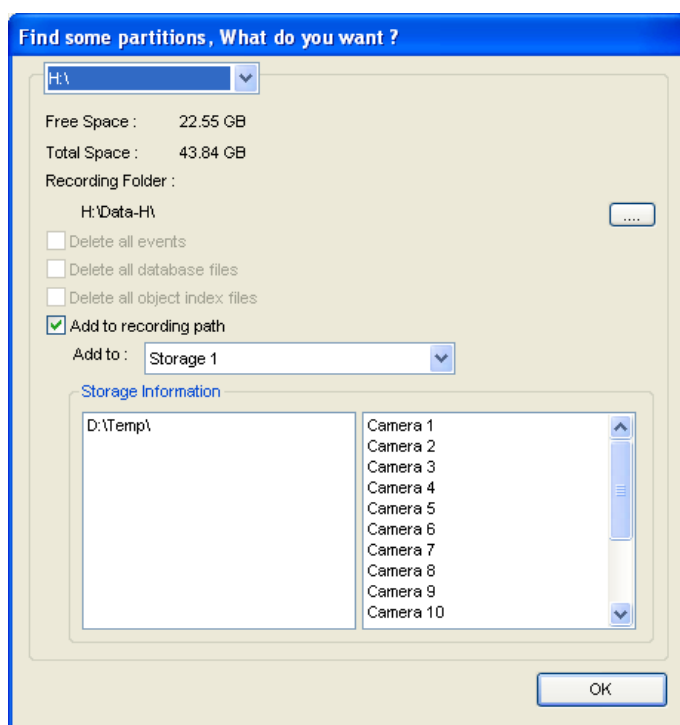 Find some partitions, What do you want ?
H:\
Free Space : 22.55 GB
Total Space : 43.84 GB
Recording Folder :
H:\Data-H\
....
Delete all events
Delete all database files
Delete all object index files
Add to recording path
Add to : Storage 1
Storage Information
D:\Temp\
Camera 1
Camera 2
Camera 3
Camera 4
Camera 5
Camera 6
Camera 7
Camera 8
Camera 9
Camera 10
OK